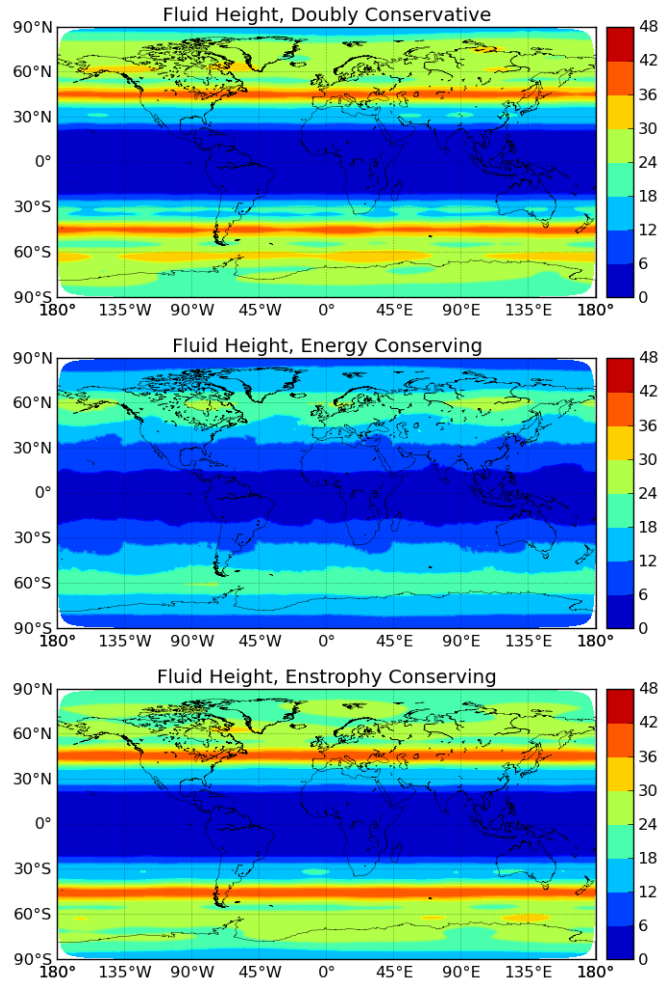 Fluid Height, Doubly Conservative
90°N
60°N
30°N
0°
30°S
60°S
90°S
180° 135°W 90°W 45°W 0° 45°E 90°E 135°E 180°
48
42
36
30
24
18
12
6
0
Fluid Height, Energy Conserving
90°N
60°N
30°N
0°
30°S
60°S
90°S
180° 135°W 90°W 45°W 0° 45°E 90°E 135°E 180°
48
42
36
30
24
18
12
6
0
Fluid Height, Enstrophy Conserving
90°N
60°N
30°N
0°
30°S
60°S
90°S
180° 135°W 90°W 45°W 0° 45°E 90°E 135°E 180°
48
42
36
30
24
18
12
6
0